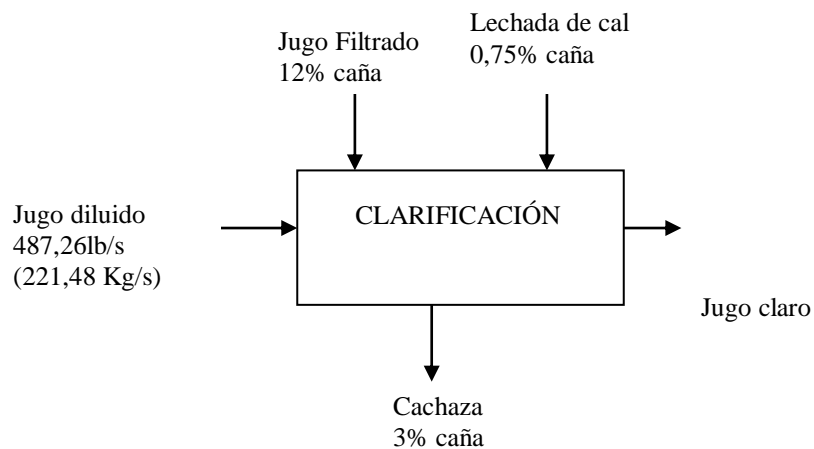 Jugo Filtrado
12% caña
Lechada de cal
0,75% caña
Jugo diluido
487,26lb/s
(221,48 Kg/s)
CLARIFICACIÓN
Jugo claro
Cachaza
3% caña